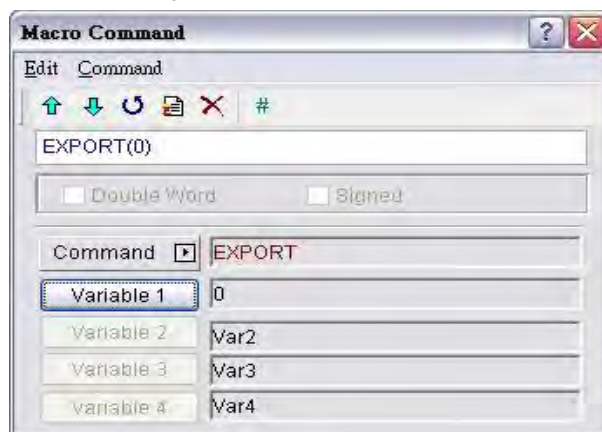 Macro Command
Edit Command
#
EXPORT(0)
Double Word Signed
Command EXPORT
Variable 1 0
Variable 2 Var2
Variable 3 Var3
Variable 4 Var4